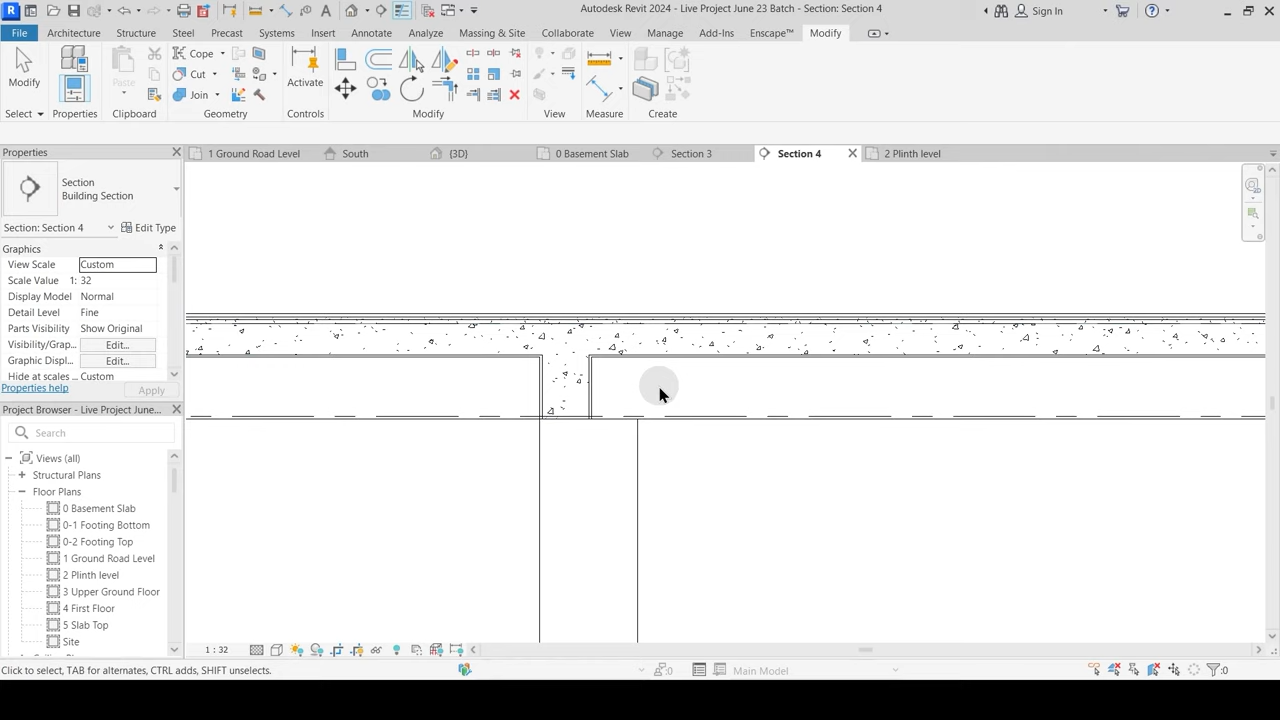 Autodesk Revit 2024 - Live Project June 23 Batch - Section: Section 4
Sign In
File Architecture Structure Steel Precast Systems Insert Annotate Analyze Massing & Site Collaborate View Manage Add-Ins Enscape™ Modify
Modify
Paste
Cope
Cut
Join
Activate
Select Properties Clipboard Geometry Controls Modify View Measure Create
Properties
1 Ground Road Level South {3D} 0 Basement Slab Section 3 Section 4 2 Plinth level
Section
Building Section
Section: Section 4 Edit Type
Graphics
View Scale Custom
Scale Value 1: 32
Display Model Normal
Detail Level Fine
Parts Visibility Show Original
Visibility/Grap... Edit...
Graphic Displ... Edit...
Hide at scales ... Custom
Properties help Apply
Project Browser - Live Project June...
Search
Views (all)
Structural Plans
Floor Plans
0 Basement Slab
0-1 Footing Bottom
0-2 Footing Top
1 Ground Road Level
2 Plinth level
3 Upper Ground Floor
4 First Floor
5 Slab Top
Site
1 : 32
Click to select, TAB for alternates, CTRL adds, SHIFT unselects.
:0
Main Model
:0